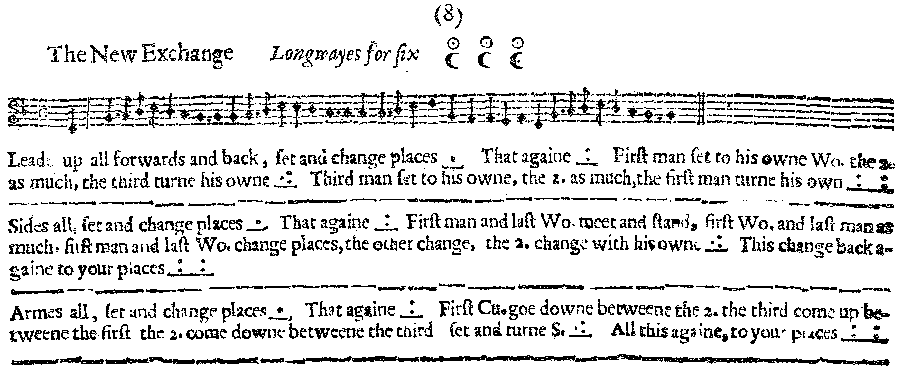 (8)
The New Exchange Longwayes for ſix
Leade up all forwards and back, ſet and change places . That againe : Firſt man ſet to his owne Wo. the 2.
as much, the third turne his owne Third man ſet to his owne, the 2. as much, the firſt man turne his own
Sides all, ſet and change places . That againe : Firſt man and laſt Wo. meet and ſtand, firſt Wo. and laſt man as
much. firſt man and laſt Wo. change places, the other change, the 2. change with his owne This change back a-
gaine to your places
Armes all, ſet and change places . That againe : Firſt Cu. goe downe betweene the 2. the third come up be-
tweene the firſt the 2. come downe betweene the third ſet and turne S. All this againe, to your places